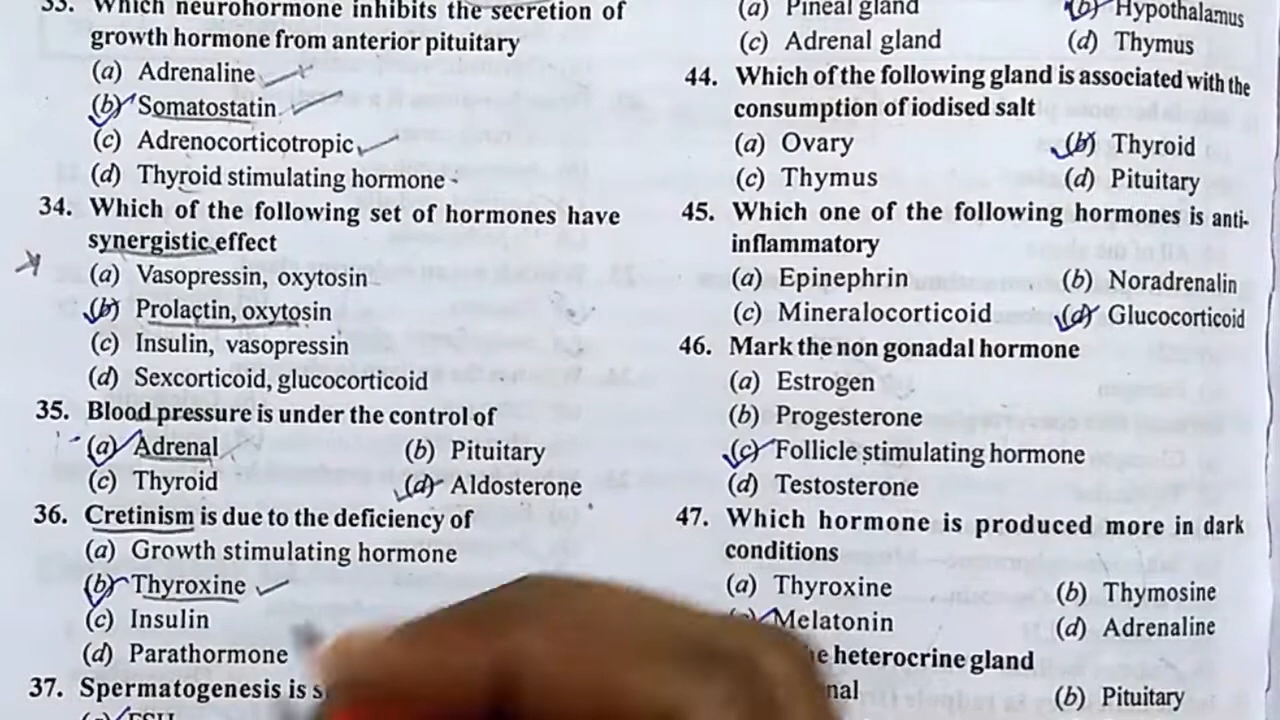 33. Which neurohormone inhibits the secretion of
growth hormone from anterior pituitary
(a) Adrenaline
(b) Somatostatin
(c) Adrenocorticotropic
(d) Thyroid stimulating hormone
34. Which of the following set of hormones have
synergistic effect
(a) Vasopressin, oxytosin
(b) Prolactin, oxytosin
(c) Insulin, vasopressin
(d) Sexcorticoid, glucocorticoid
35. Blood pressure is under the control of
(a) Adrenal (b) Pituitary
(c) Thyroid (d) Aldosterone
36. Cretinism is due to the deficiency of
(a) Growth stimulating hormone
(b) Thyroxine
(c) Insulin
(d) Parathormone
37. Spermatogenesis is
(a) Pineal gland (b) Hypothalamus
(c) Adrenal gland (d) Thymus
44. Which of the following gland is associated with the
consumption of iodised salt
(a) Ovary (b) Thyroid
(c) Thymus (d) Pituitary
45. Which one of the following hormones is anti-
inflammatory
(a) Epinephrin (b) Noradrenalin
(c) Mineralocorticoid (d) Glucocorticoid
46. Mark the non gonadal hormone
(a) Estrogen
(b) Progesterone
(c) Follicle stimulating hormone
(d) Testosterone
47. Which hormone is produced more in dark
conditions
(a) Thyroxine (b) Thymosine
Melatonin (d) Adrenaline
heterocrine gland
(b) Pituitary